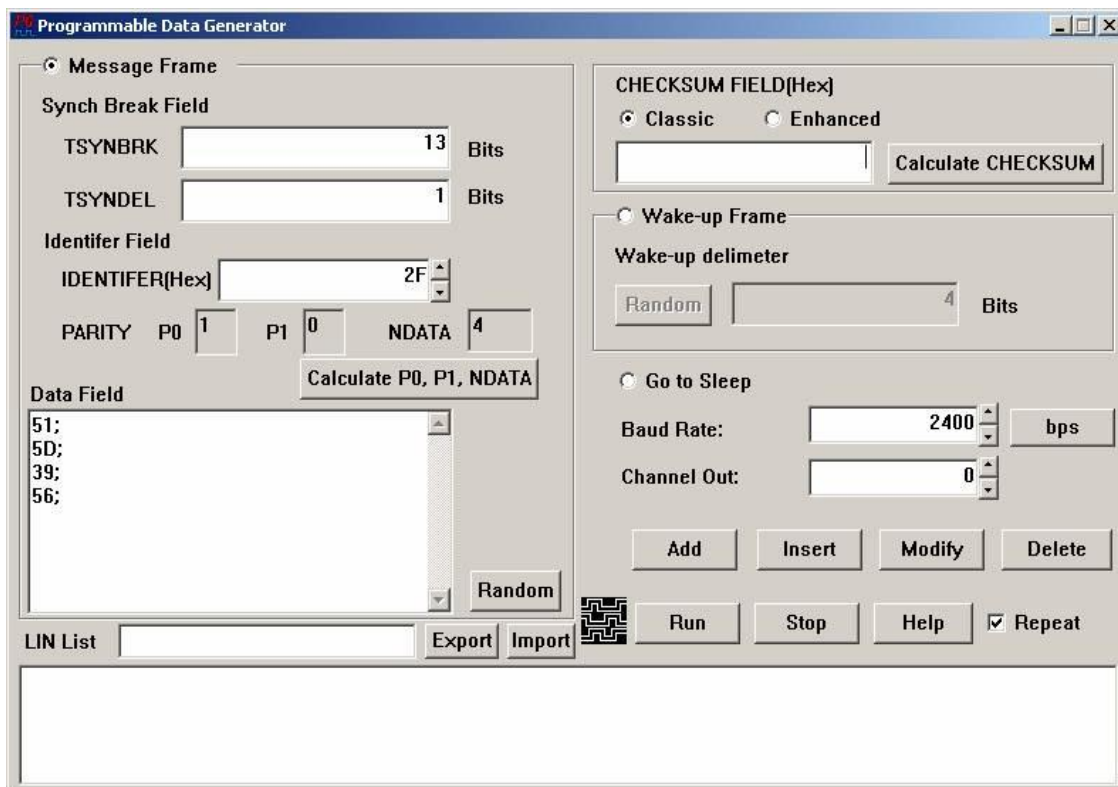 Programmable Data Generator
Message Frame
Synch Break Field
TSYNBRK 13 Bits
TSYNDEL 1 Bits
Identifer Field
IDENTIFER(Hex) 2F
PARITY P0 1 P1 0 NDATA 4
Calculate P0, P1, NDATA
Data Field
51;
5D;
39;
56;
Random
CHECKSUM FIELD(Hex)
Classic Enhanced
Calculate CHECKSUM
Wake-up Frame
Wake-up delimeter
Random 4 Bits
Go to Sleep
Baud Rate: 2400 bps
Channel Out: 0
Add Insert Modify Delete
Run Stop Help Repeat
LIN List Export Import